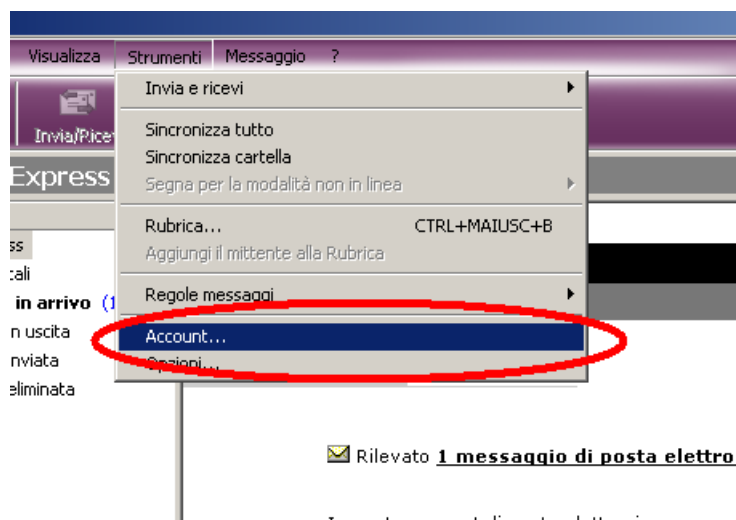 Visualizza Strumenti Messaggio ?
Invia e ricevi
Invia/Ricev
Sincronizza tutto
Sincronizza cartella
Express
Segna per la modalità non in linea
Rubrica... CTRL+MAIUSC+B
ss
Aggiungi il mittente alla Rubrica
cali
Regole messaggi
in arrivo (1
n uscita
Account...
nviata
Opzioni...
eliminata
Rilevato 1 messaggio di posta elettro